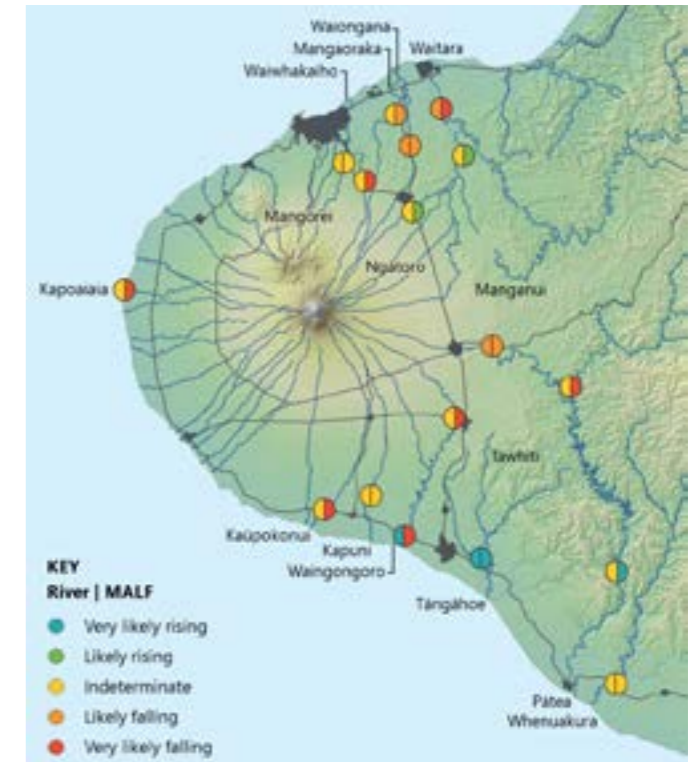 Waiongana
Mangaoraka
Waitara
Waiwhakaiho
Mangorei
Ngatoro
Kapoaiaia
Manganui
Tawhiti
Kaūpokonui
Kapuni
Waingongoro
Tāngāhoe
Pātea
Whenuakura
KEY
River | MALF
Very likely rising
Likely rising
Indeterminate
Likely falling
Very likely falling